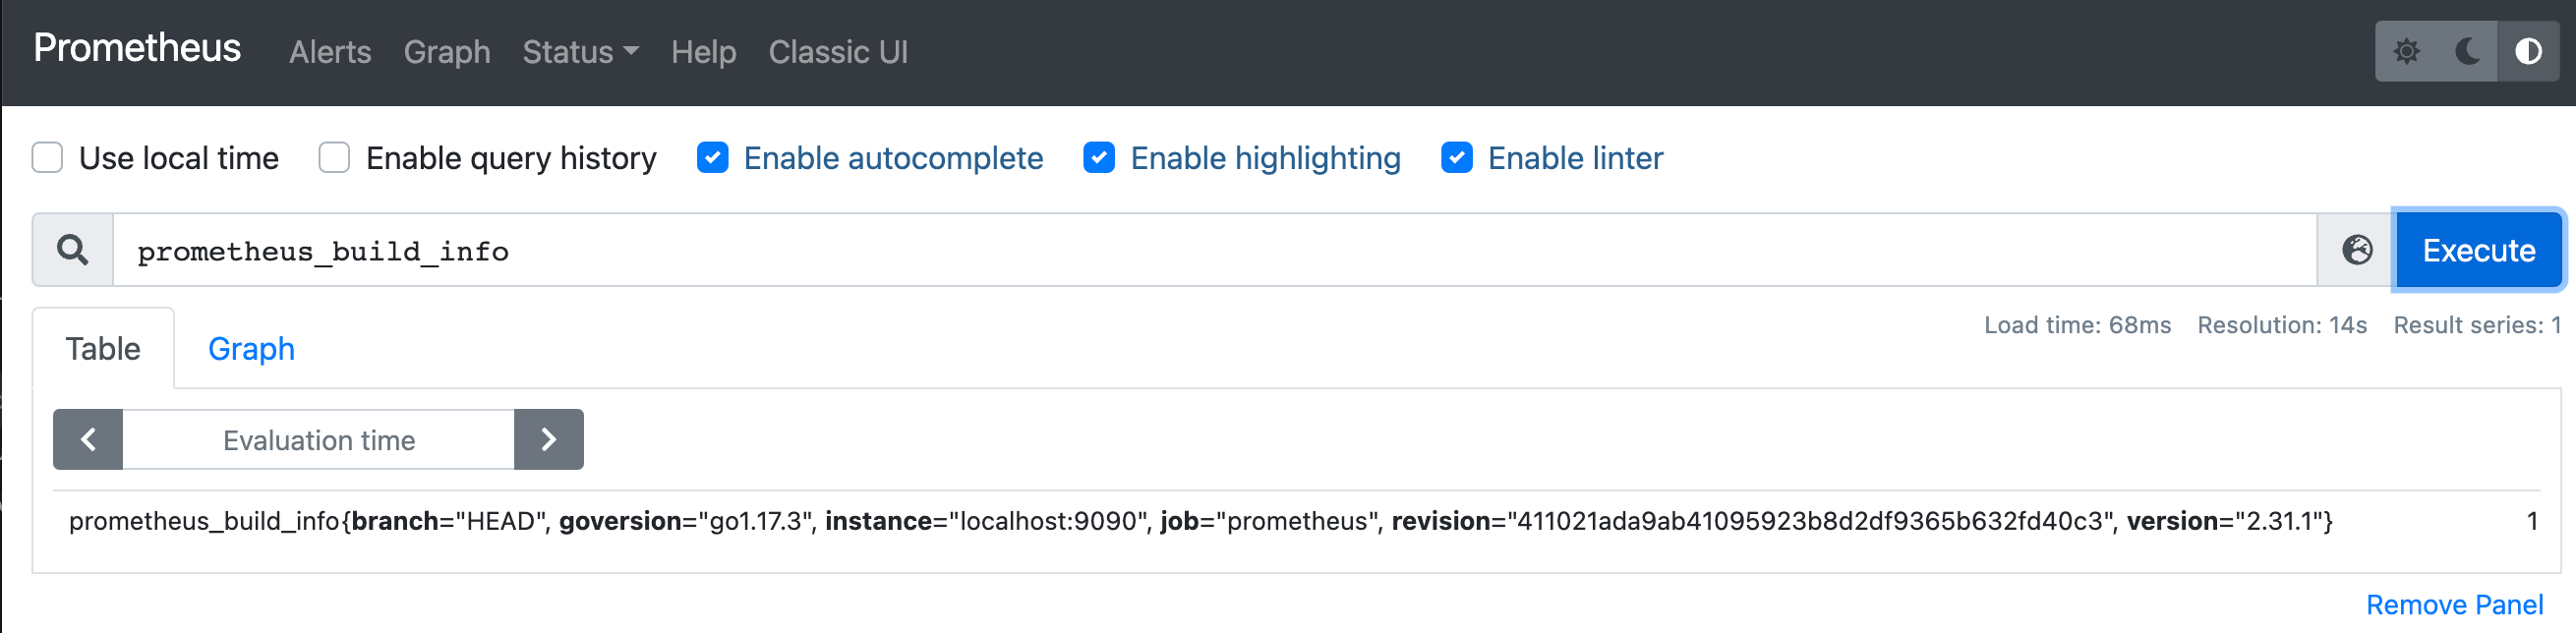 Prometheus Alerts Graph Status Help Classic UI
Use local time Enable query history Enable autocomplete Enable highlighting Enable linter
prometheus_build_info Execute
Table Graph Load time: 68ms Resolution: 14s Result series: 1
Evaluation time
prometheus_build_info{branch="HEAD", goversion="go1.17.3", instance="localhost:9090", job="prometheus", revision="411021ada9ab41095923b8d2df9365b632fd40c3", version="2.31.1"} 1
Remove Panel